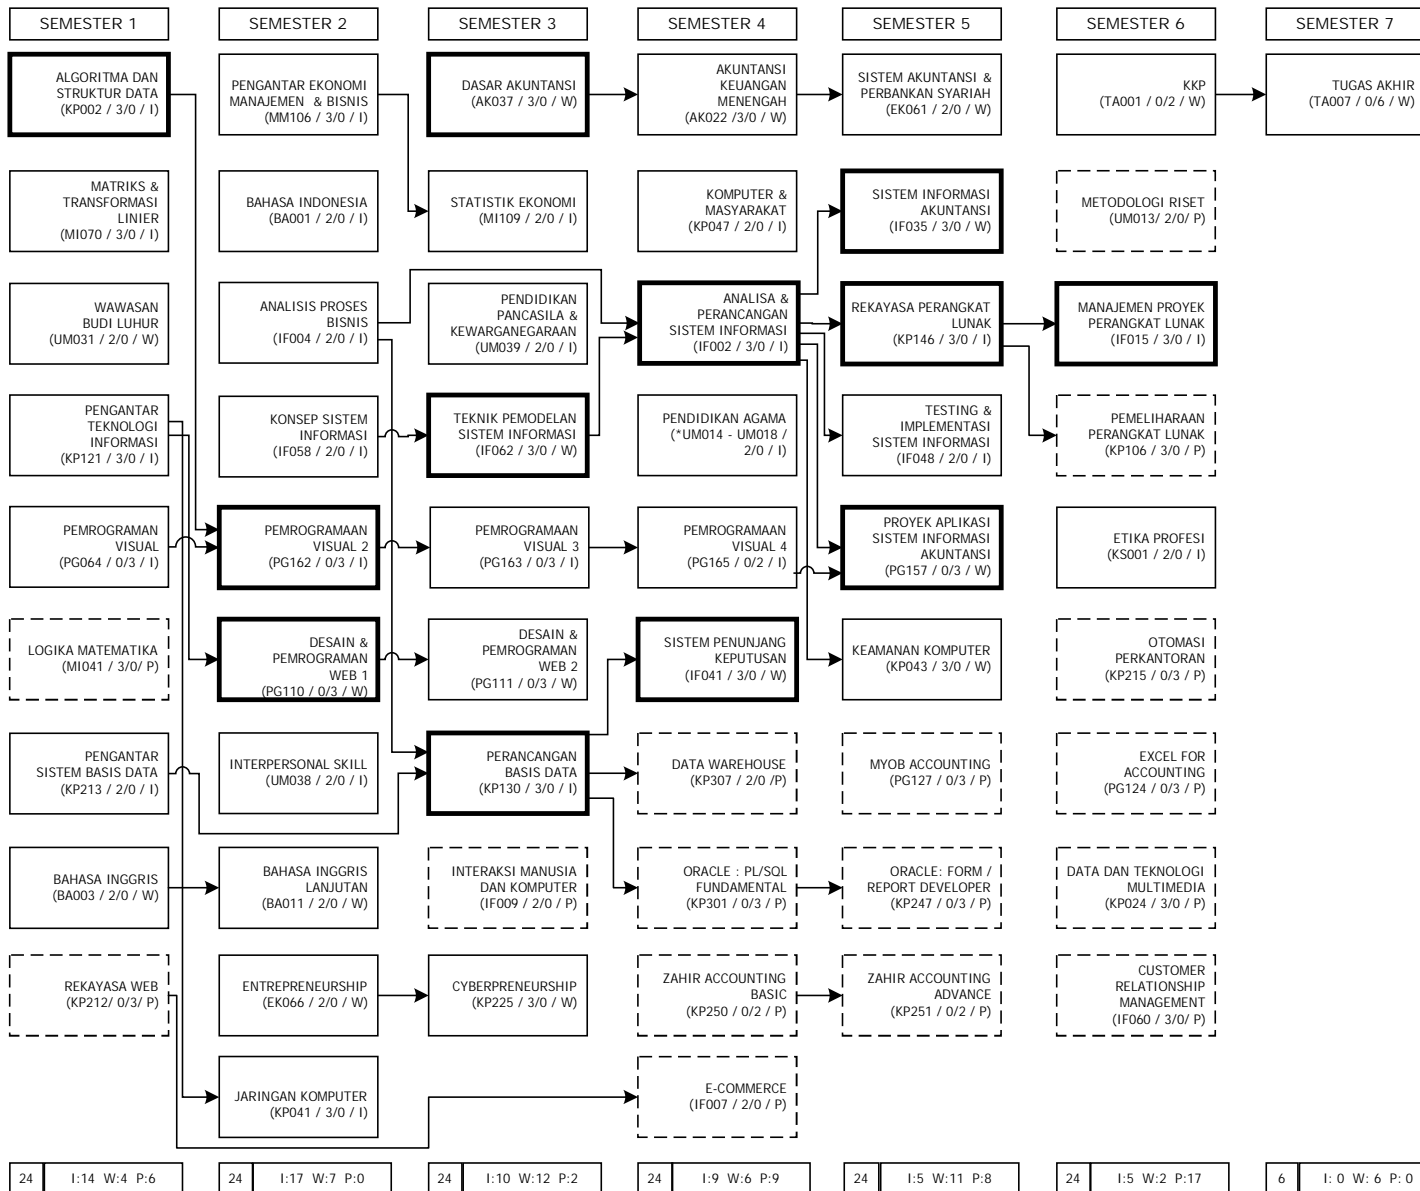 SEMESTER 1
SEMESTER 2
SEMESTER 3
SEMESTER 4
SEMESTER 5
SEMESTER 6
SEMESTER 7
ALGORITMA DAN
STRUKTUR DATA
(KP002 / 3/0 / I)
PENGANTAR EKONOMI
MANAJEMEN & BISNIS
(MM106 / 3/0 / I)
DASAR AKUNTANSI
(AK037 / 3/0 / W)
AKUNTANSI
KEUANGAN
MENENGAH
(AK022 /3/0 / W)
SISTEM AKUNTANSI &
PERBANKAN SYARIAH
(EK061 / 2/0 / W)
KKP
(TA001 / 0/2 / W)
TUGAS AKHIR
(TA007 / 0/6 / W)
MATRIKS &
TRANSFORMASI
LINIER
(MI070 / 3/0 / I)
BAHASA INDONESIA
(BA001 / 2/0 / I)
STATISTIK EKONOMI
(MI109 / 2/0 / I)
KOMPUTER &
MASYARAKAT
(KP047 / 2/0 / I)
SISTEM INFORMASI
AKUNTANSI
(IF035 / 3/0 / W)
METODOLOGI RISET
(UM013/ 2/0/ P)
WAWASAN
BUDI LUHUR
(UM031 / 2/0 / W)
ANALISIS PROSES
BISNIS
(IF004 / 2/0 / I)
PENDIDIKAN
PANCASILA &
KEWARGANEGARAAN
(UM039 / 2/0 / I)
ANALISA &
PERANCANGAN
SISTEM INFORMASI
(IF002 / 3/0 / I)
REKAYASA PERANGKAT
LUNAK
(KP146 / 3/0 / I)
MANAJEMEN PROYEK
PERANGKAT LUNAK
(IF015 / 3/0 / I)
PENGANTAR
TEKNOLOGI
INFORMASI
(KP121 / 3/0 / I)
KONSEP SISTEM
INFORMASI
(IF058 / 2/0 / I)
TEKNIK PEMODELAN
SISTEM INFORMASI
(IF062 / 3/0 / W)
PENDIDIKAN AGAMA
(*UM014 - UM018 /
2/0 / I)
TESTING &
IMPLEMENTASI
SISTEM INFORMASI
(IF048 / 2/0 / I)
PEMELIHARAAN
PERANGKAT LUNAK
(KP106 / 3/0 / P)
PEMROGRAMAN
VISUAL
(PG064 / 0/3 / I)
PEMROGRAMAAN
VISUAL 2
(PG162 / 0/3 / I)
PEMROGRAMAAN
VISUAL 3
(PG163 / 0/3 / I)
PEMROGRAMAAN
VISUAL 4
(PG165 / 0/2 / I)
PROYEK APLIKASI
SISTEM INFORMASI
AKUNTANSI
(PG157 / 0/3 / W)
ETIKA PROFESI
(KS001 / 2/0 / I)
LOGIKA MATEMATIKA
(MI041 / 3/0/ P)
DESAIN &
PEMROGRAMAN
WEB 1
(PG110 / 0/3 / W)
DESAIN &
PEMROGRAMAN
WEB 2
(PG111 / 0/3 / W)
SISTEM PENUNJANG
KEPUTUSAN
(IF041 / 3/0 / W)
KEAMANAN KOMPUTER
(KP043 / 3/0 / W)
OTOMASI
PERKANTORAN
(KP215 / 0/3 / P)
PENGANTAR
SISTEM BASIS DATA
(KP213 / 2/0 / I)
INTERPERSONAL SKILL
(UM038 / 2/0 / I)
PERANCANGAN
BASIS DATA
(KP130 / 3/0 / I)
DATA WAREHOUSE
(KP307 / 2/0 /P)
MYOB ACCOUNTING
(PG127 / 0/3 / P)
EXCEL FOR
ACCOUNTING
(PG124 / 0/3 / P)
BAHASA INGGRIS
(BA003 / 2/0 / W)
BAHASA INGGRIS
LANJUTAN
(BA011 / 2/0 / W)
INTERAKSI MANUSIA
DAN KOMPUTER
(IF009 / 2/0 / P)
ORACLE : PL/SQL
FUNDAMENTAL
(KP301 / 0/3 / P)
ORACLE: FORM /
REPORT DEVELOPER
(KP247 / 0/3 / P)
DATA DAN TEKNOLOGI
MULTIMEDIA
(KP024 / 3/0 / P)
REKAYASA WEB
(KP212/ 0/3/ P)
ENTREPRENEURSHIP
(EK066 / 2/0 / W)
CYBERPRENEURSHIP
(KP225 / 3/0 / W)
ZAHIR ACCOUNTING
BASIC
(KP250 / 0/2 / P)
ZAHIR ACCOUNTING
ADVANCE
(KP251 / 0/2 / P)
CUSTOMER
RELATIONSHIP
MANAGEMENT
(IF060 / 3/0/ P)
JARINGAN KOMPUTER
(KP041 / 3/0 / I)
E-COMMERCE
(IF007 / 2/0 / P)
24 I:14 W:4 P:6
24 I:17 W:7 P:0
24 I:10 W:12 P:2
24 I:9 W:6 P:9
24 I:5 W:11 P:8
24 I:5 W:2 P:17
6 I: 0 W: 6 P: 0